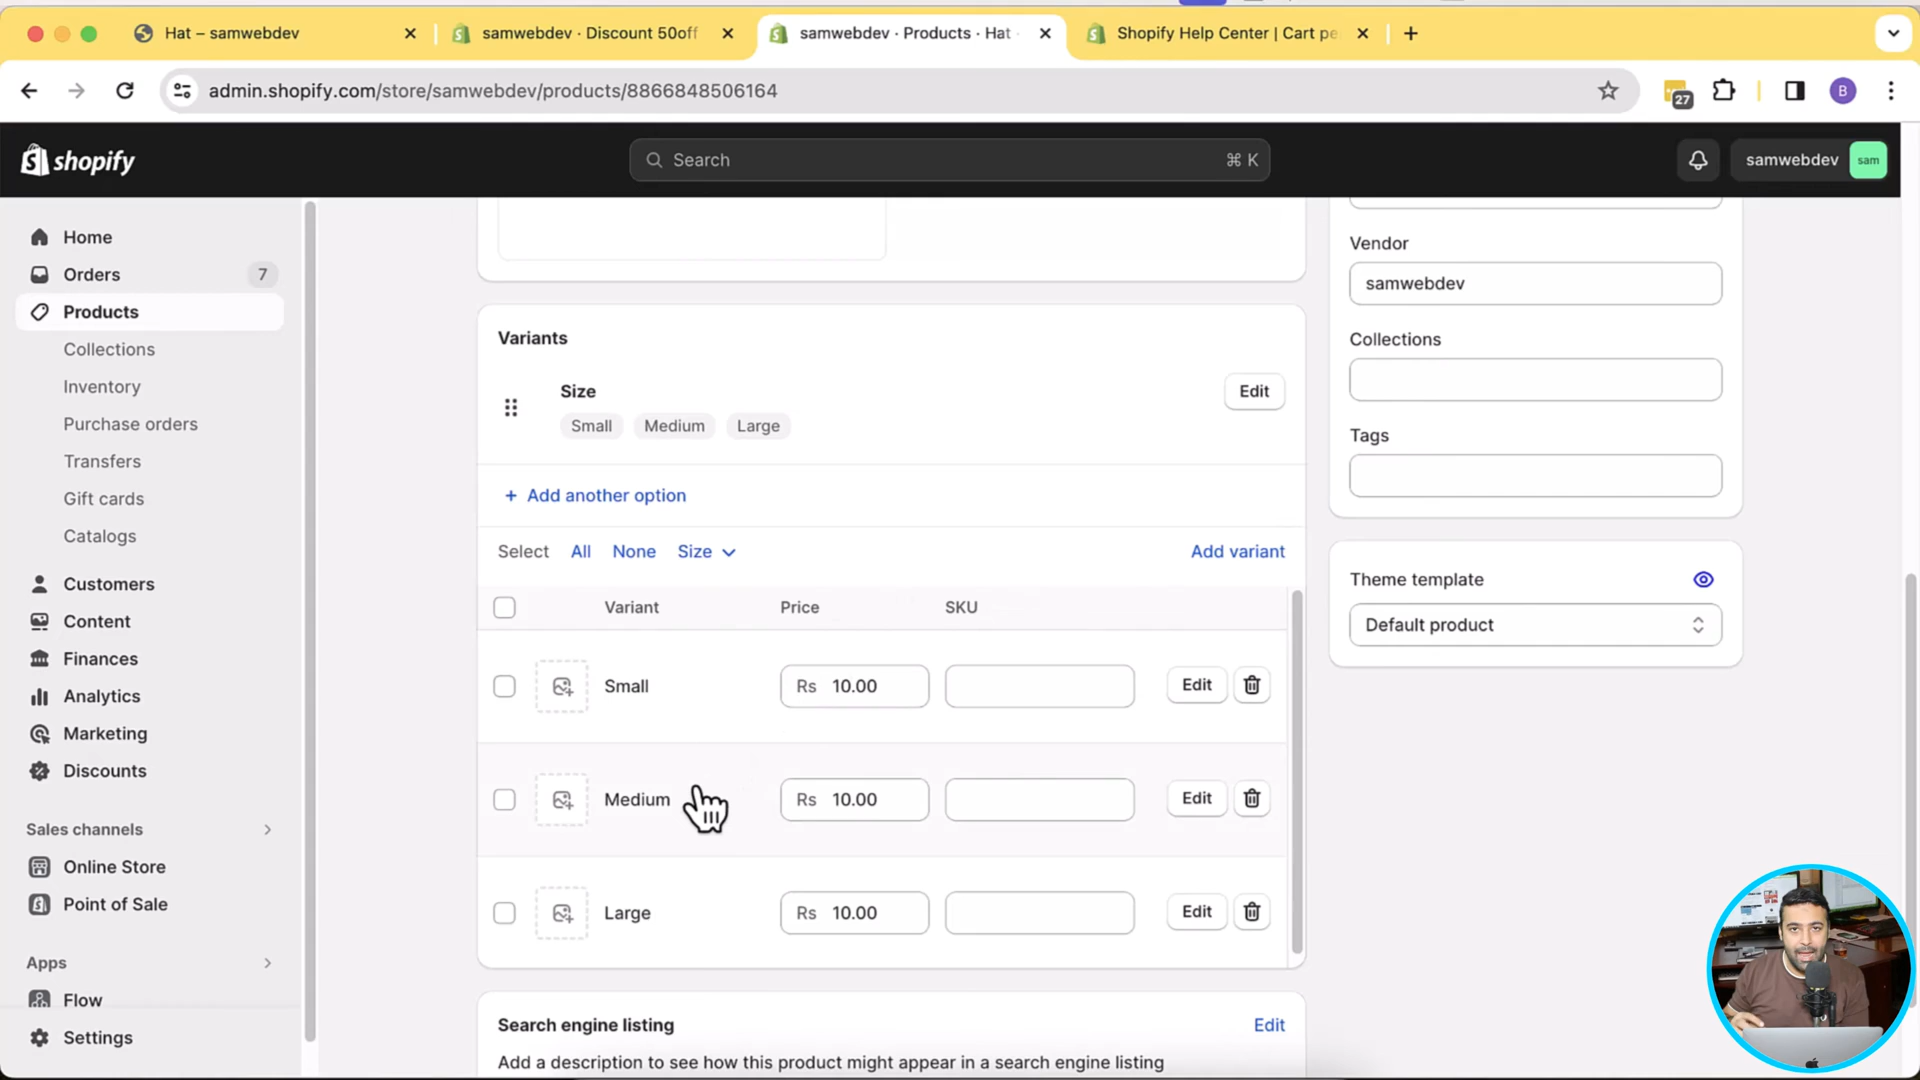 Hat – samwebdev
samwebdev · Discount 50off
samwebdev · Products · Hat
Shopify Help Center | Cart pe
admin.shopify.com/store/samwebdev/products/8866848506164
27
B
shopify
Search
⌘ K
samwebdev
sam
Home
Orders
7
Products
Collections
Inventory
Purchase orders
Transfers
Gift cards
Catalogs
Customers
Content
Finances
Analytics
Marketing
Discounts
Sales channels
Online Store
Point of Sale
Apps
Flow
Settings
Variants
Size
Edit
Small Medium Large
+ Add another option
Select All None Size
Add variant
Variant Price SKU
Small Rs 10.00 Edit
Medium Rs 10.00 Edit
Large Rs 10.00 Edit
Search engine listing
Edit
Add a description to see how this product might appear in a search engine listing
Vendor
samwebdev
Collections
Tags
Theme template
Default product